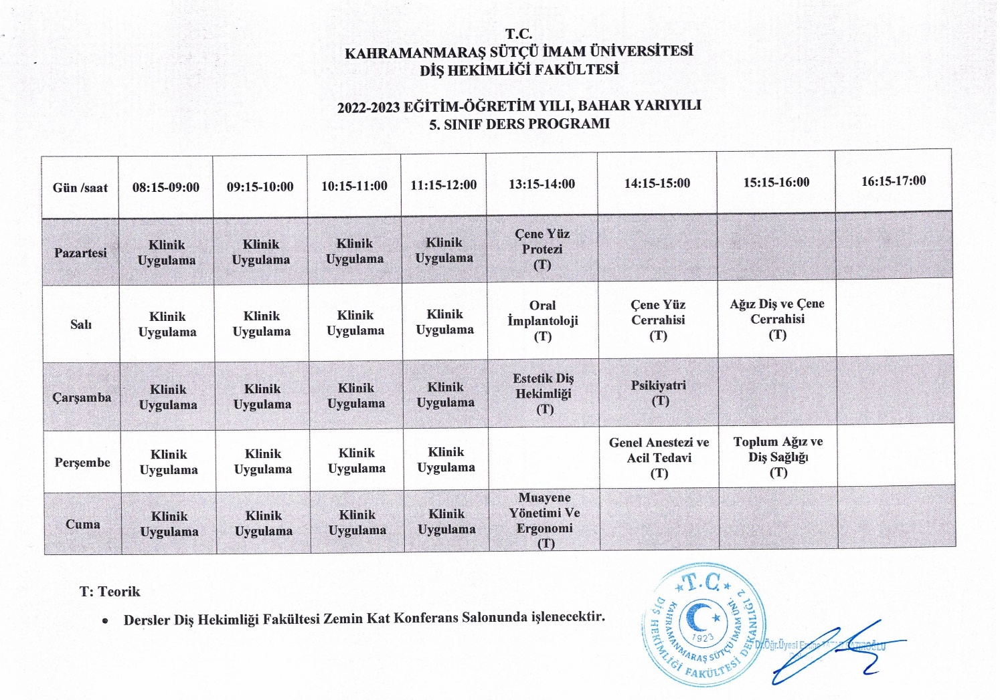 T.C.
KAHRAMANMARAŞ SÜTÇÜ İMAM ÜNİVERSİTESİ
DİŞ HEKİMLİĞİ FAKÜLTESİ
2022-2023 EĞİTİM-ÖĞRETİM YILI, BAHAR YARIYILI
5. SINIF DERS PROGRAMI
Gün /saat 08:15-09:00 09:15-10:00 10:15-11:00 11:15-12:00 13:15-14:00 14:15-15:00 15:15-16:00 16:15-17:00
Pazartesi
Klinik
Uygulama
Klinik
Uygulama
Klinik
Uygulama
Klinik
Uygulama
Çene Yüz
Protezi
(T)
Salı
Klinik
Uygulama
Klinik
Uygulama
Klinik
Uygulama
Klinik
Uygulama
Oral
İmplantoloji
(T)
Çene Yüz
Cerrahisi
(T)
Ağız Diş ve Çene
Cerrahisi
(T)
Çarşamba
Klinik
Uygulama
Klinik
Uygulama
Klinik
Uygulama
Klinik
Uygulama
Estetik Diş
Hekimliği
(T)
Psikiyatri
(T)
Perşembe
Klinik
Uygulama
Klinik
Uygulama
Klinik
Uygulama
Klinik
Uygulama
Genel Anestezi ve
Acil Tedavi
(T)
Toplum Ağız ve
Diş Sağlığı
(T)
Cuma
Klinik
Uygulama
Klinik
Uygulama
Klinik
Uygulama
Klinik
Uygulama
Muayene
Yönetimi Ve
Ergonomi
(T)
T: Teorik
• Dersler Diş Hekimliği Fakültesi Zemin Kat Konferans Salonunda işlenecektir.
T.C.
KAHRAMANMARAŞ SÜTÇÜ İMAM ÜNİ.
DİŞ HEKİMLİĞİ FAKÜLTESİ DEKANLIĞI 2
1923
Dr.Öğr.Üyesi